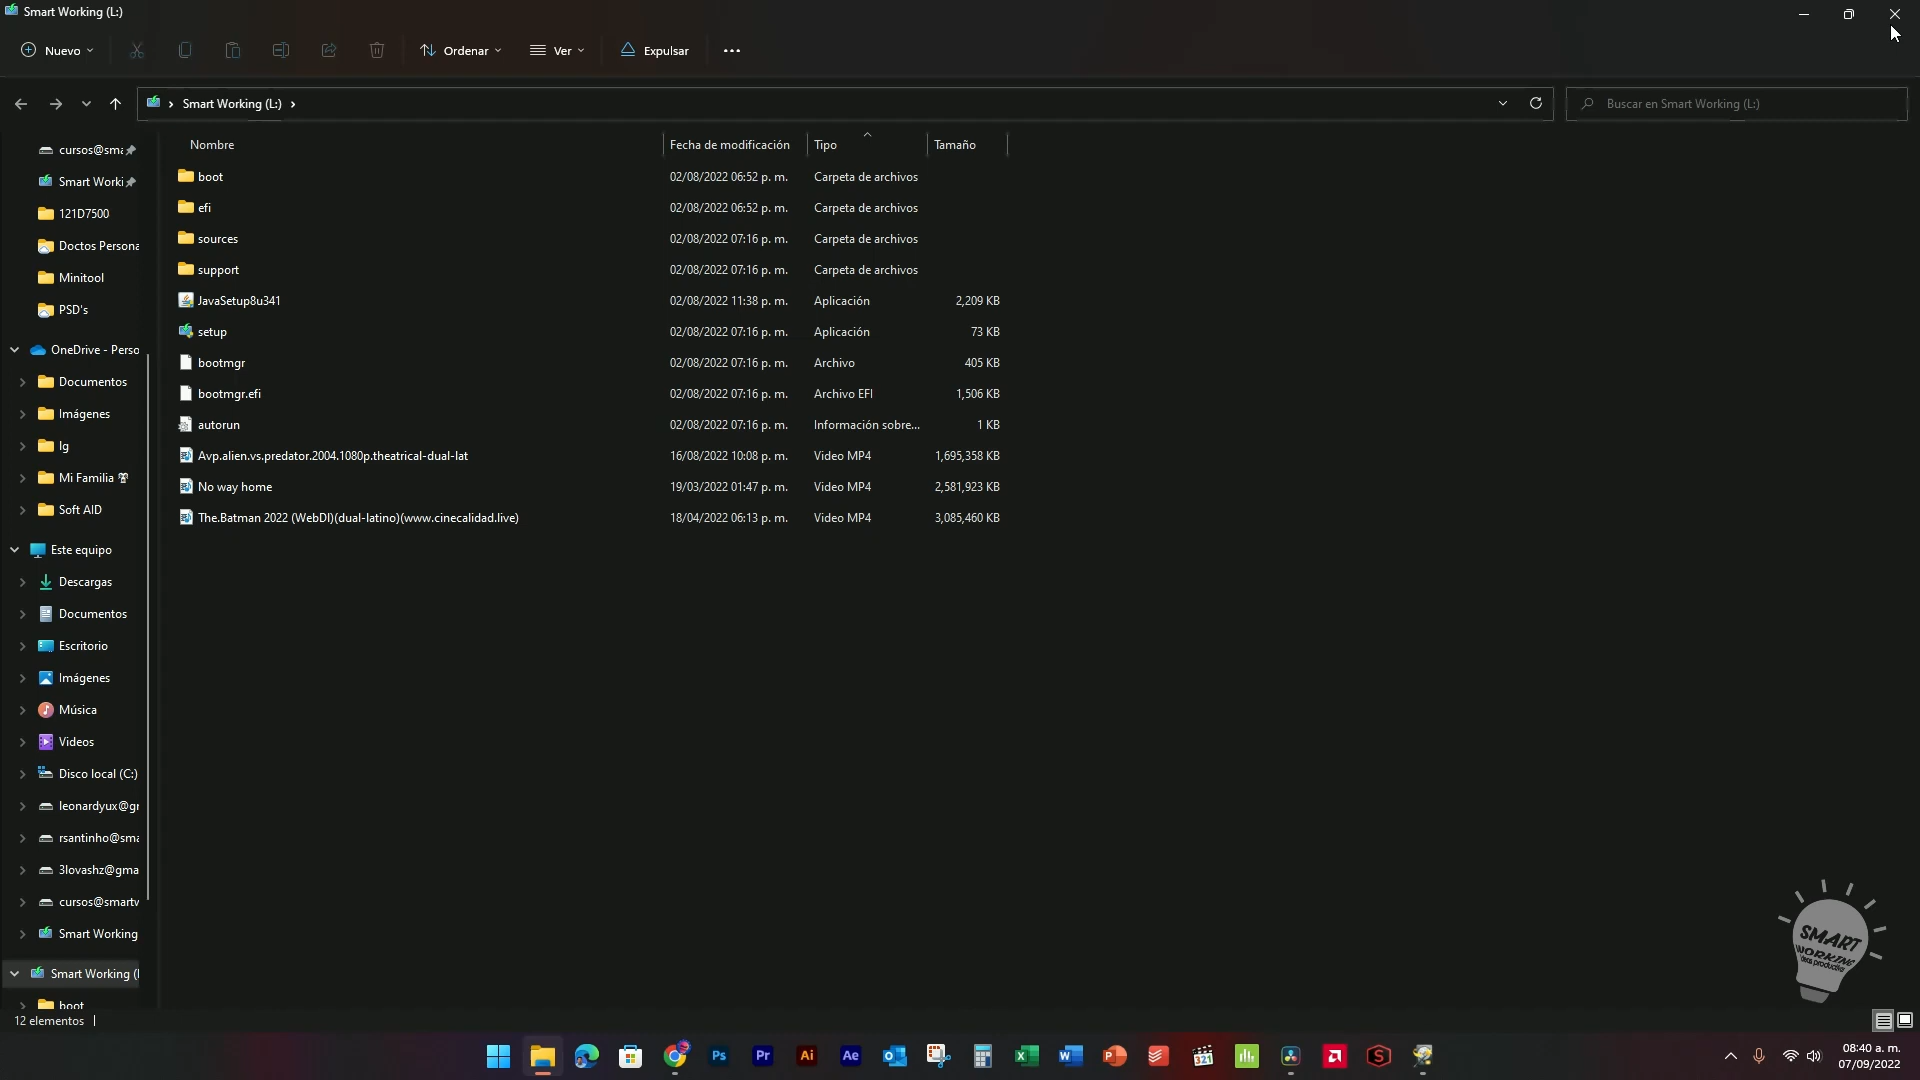 Smart Working (L:)
Nuevo
Ordenar
Ver
Expulsar
Smart Working (L:)
Buscar en Smart Working (L:)
Nombre
Fecha de modificación
Tipo
Tamaño
cursos@sma
Smart Worki
121D7500
Doctos Persona
Minitool
PSD's
OneDrive - Perso
Documentos
Imágenes
Ig
Mi Familia
Soft AID
Este equipo
Descargas
Documentos
Escritorio
Imágenes
Música
Videos
Disco local (C:)
leonardyux@gr
rsantinho@sma
3lovashz@gma
cursos@smartv
Smart Working
Smart Working (
boot
boot 02/08/2022 06:52 p. m. Carpeta de archivos
efi 02/08/2022 06:52 p. m. Carpeta de archivos
sources 02/08/2022 07:16 p. m. Carpeta de archivos
support 02/08/2022 07:16 p. m. Carpeta de archivos
JavaSetup8u341 02/08/2022 11:38 p. m. Aplicación 2,209 KB
setup 02/08/2022 07:16 p. m. Aplicación 73 KB
bootmgr 02/08/2022 07:16 p. m. Archivo 405 KB
bootmgr.efi 02/08/2022 07:16 p. m. Archivo EFI 1,506 KB
autorun 02/08/2022 07:16 p. m. Información sobre... 1 KB
Avp.alien.vs.predator.2004.1080p.theatrical-dual-lat 16/08/2022 10:08 p. m. Video MP4 1,695,358 KB
No way home 19/03/2022 01:47 p. m. Video MP4 2,581,923 KB
The.Batman 2022 (WebDl)(dual-latino)(www.cinecalidad.live) 18/04/2022 06:13 p. m. Video MP4 3,085,460 KB
SMART
WORKING
12 elementos
Ps
Pr
Ai
Ae
321
08:40 a. m.
07/09/2022